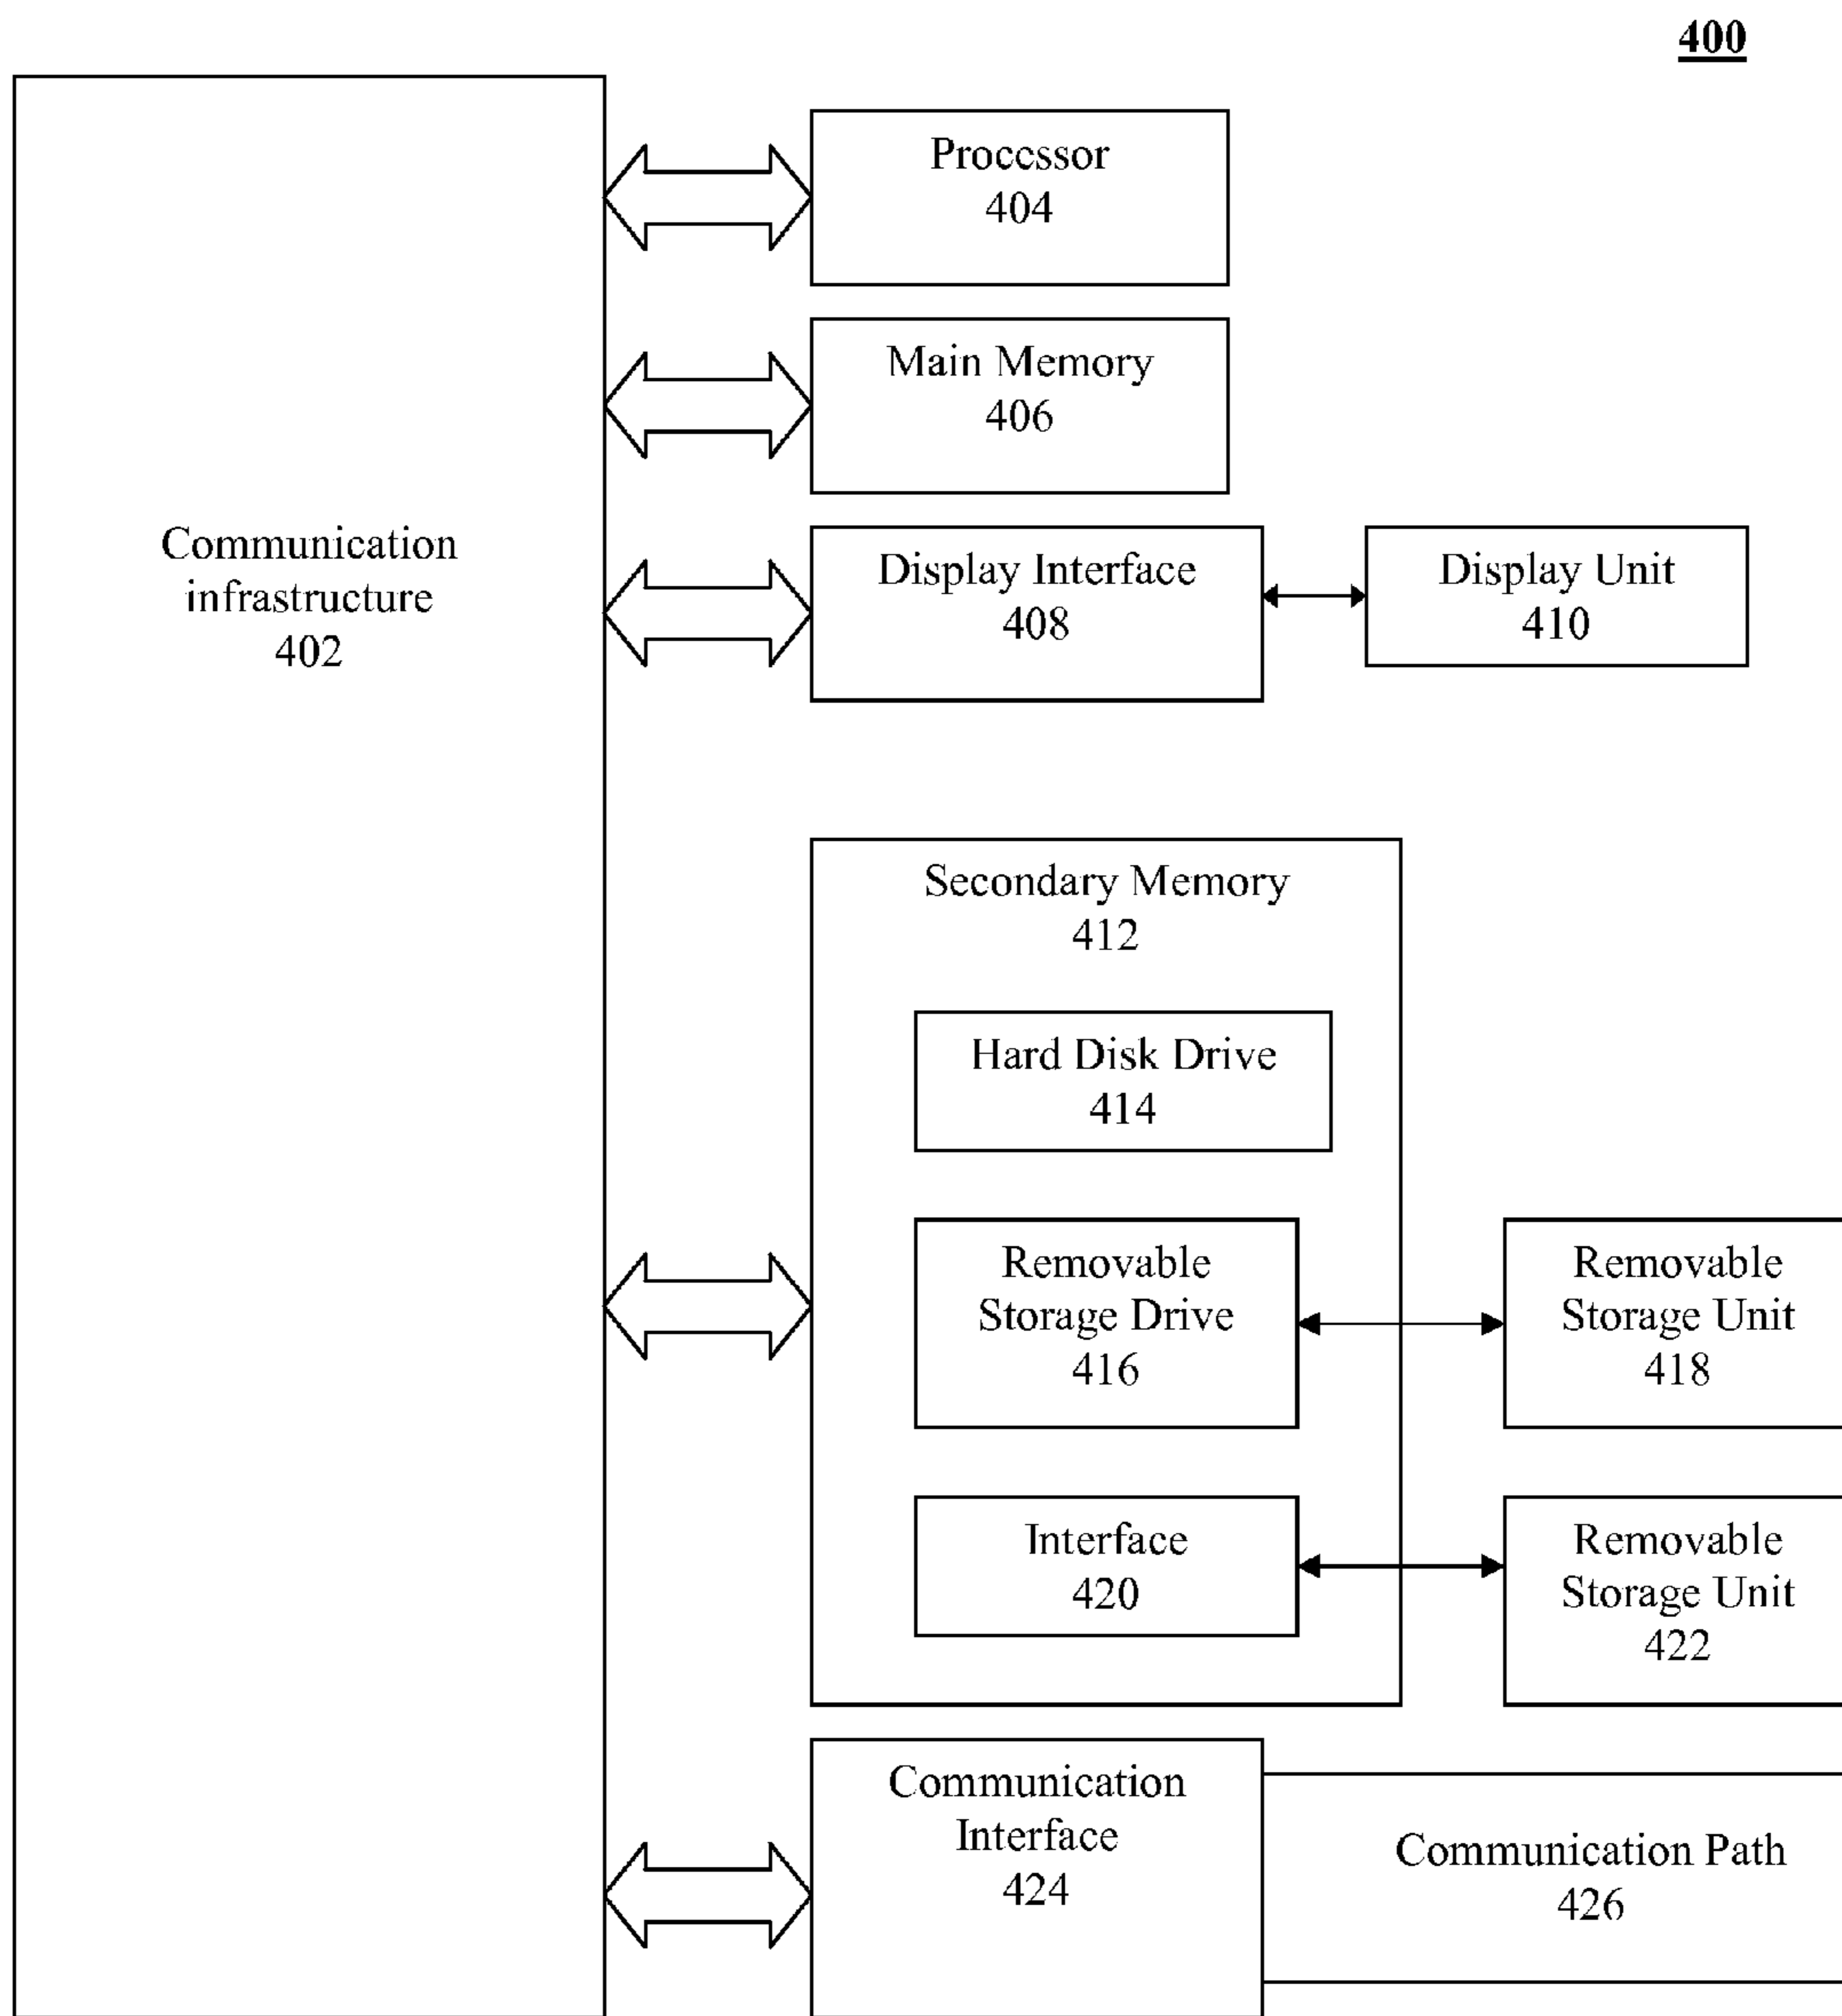 400
Processor
404
Main Memory
406
Communication
infrastructure
402
Display Interface
408
Display Unit
410
Secondary Memory
412
Hard Disk Drive
414
Removable
Storage Drive
416
Removable
Storage Unit
418
Interface
420
Removable
Storage Unit
422
Communication
Interface
424
Communication Path
426